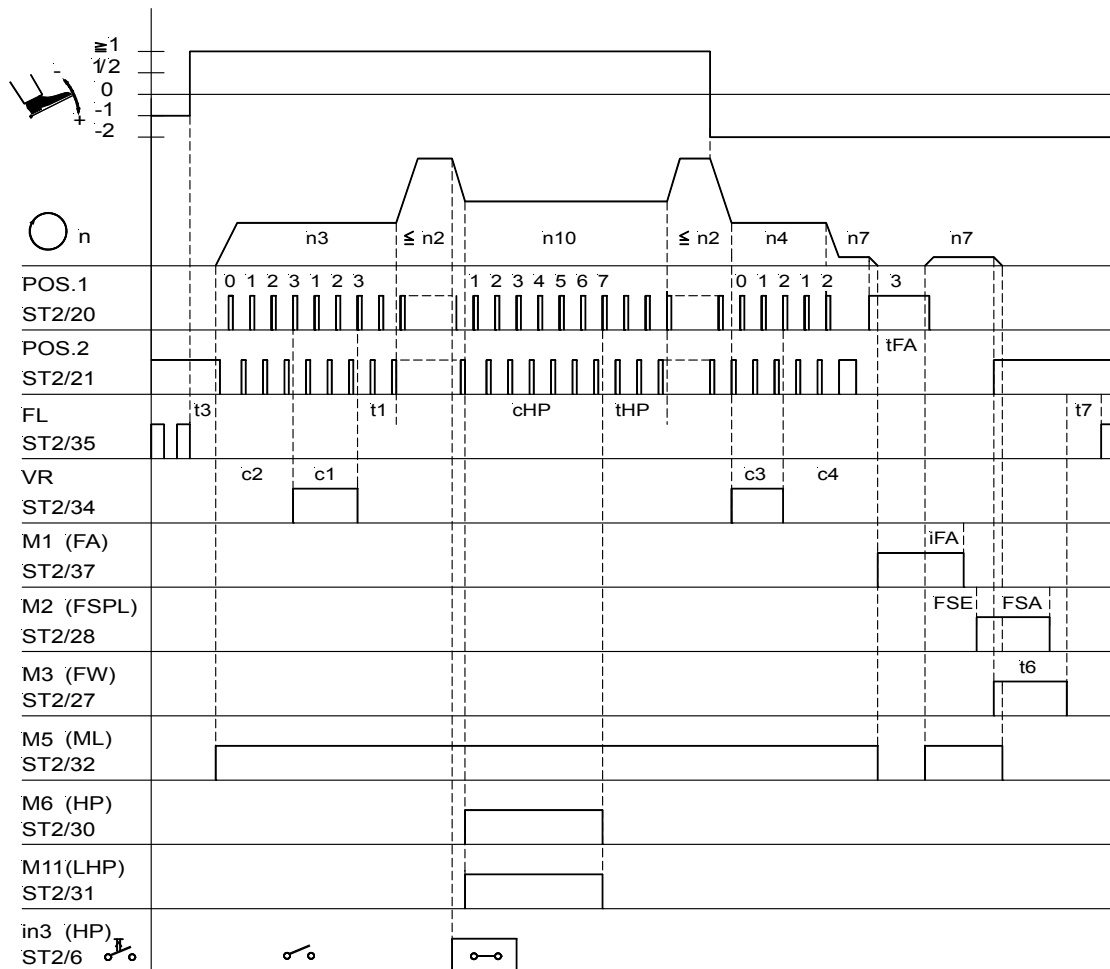 ≧1
1/2
-
0
-1
+
-2
n
n3
≦ n2
n10
≦ n2
n4
n7
n7
POS.1
0 1 2 3 1 2 3
1 2 3 4 5 6 7
0 1 2 1 2
3
ST2/20
POS.2
tFA
ST2/21
FL
t3
t1
cHP
tHP
t7
ST2/35
VR
c2
c1
c3
c4
ST2/34
M1 (FA)
iFA
ST2/37
M2 (FSPL)
FSE
FSA
ST2/28
M3 (FW)
t6
ST2/27
M5 (ML)
ST2/32
M6 (HP)
ST2/30
M11(LHP)
ST2/31
in3 (HP)
ST2/6